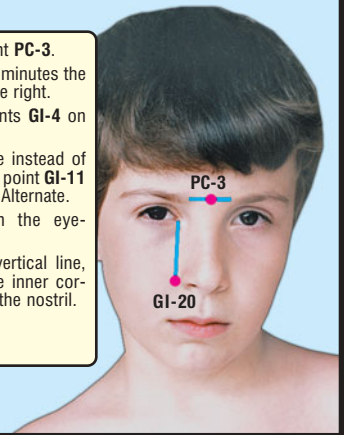 nt PC-3.
minutes the
e right.
nts GI-4 on
e instead of
point GI-11
Alternate.
n the eye-
vertical line,
e inner cor-
the nostril.
PC-3
GI-20